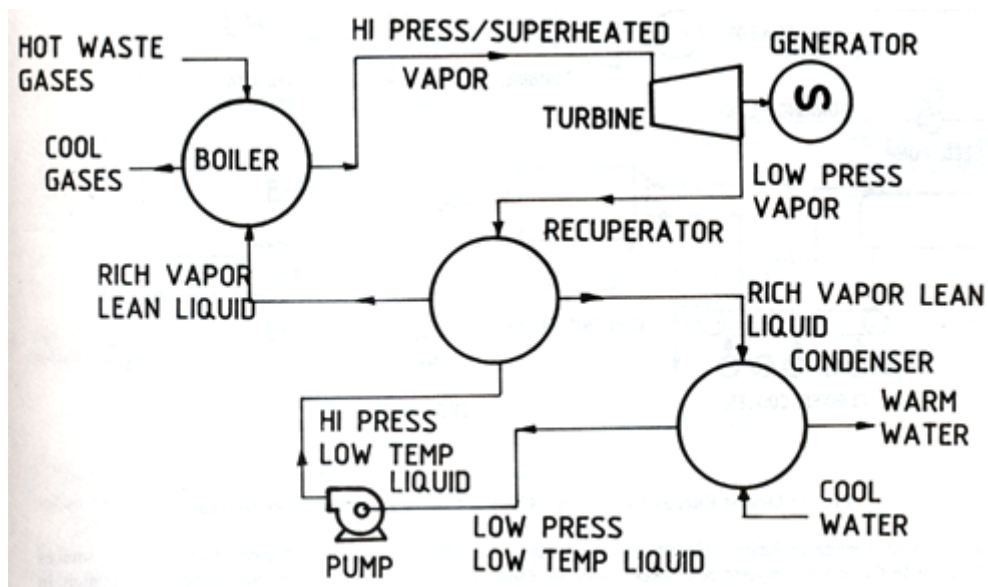 HOT WASTE
GASES
HI PRESS/SUPERHEATED
VAPOR
GENERATOR
S
TURBINE
COOL
GASES
BOILER
LOW PRESS
VAPOR
RECUPERATOR
RICH VAPOR
LEAN LIQUID
RICH VAPOR LEAN
LIQUID
CONDENSER
WARM
WATER
HI PRESS
LOW TEMP
LIQUID
COOL
WATER
PUMP
LOW PRESS
LOW TEMP LIQUID